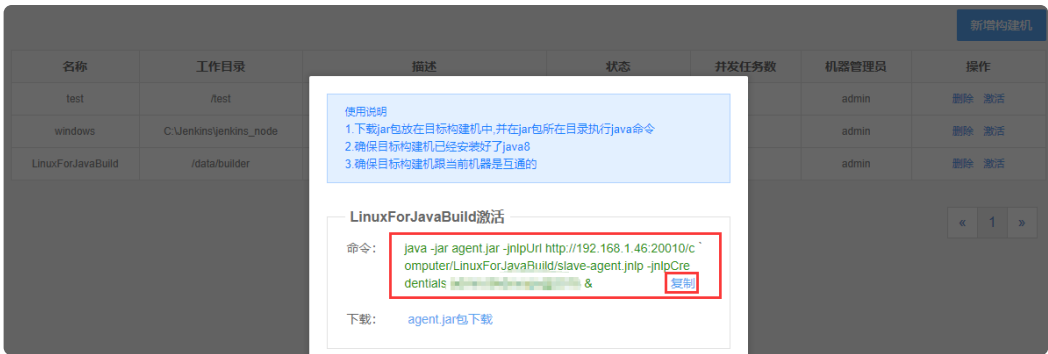 新增构建机
名称 工作目录 描述 状态 并发任务数 机器管理员 操作
test /test admin 删除 激活
windows C:\Jenkins\jenkins_node admin 删除 激活
LinuxForJavaBuild /data/builder admin 删除 激活
« 1 »
使用说明
1.下载jar包放在目标构建机中,并在jar包所在目录执行java命令
2.确保目标构建机已经安装好了java8
3.确保目标构建机跟当前机器是互通的
LinuxForJavaBuild激活
命令: java -jar agent.jar -jnlpUrl http://192.168.1.46:20010/c
omputer/LinuxForJavaBuild/slave-agent.jnlp -jnlpCre
dentials & 复制
下载: agent.jar包下载